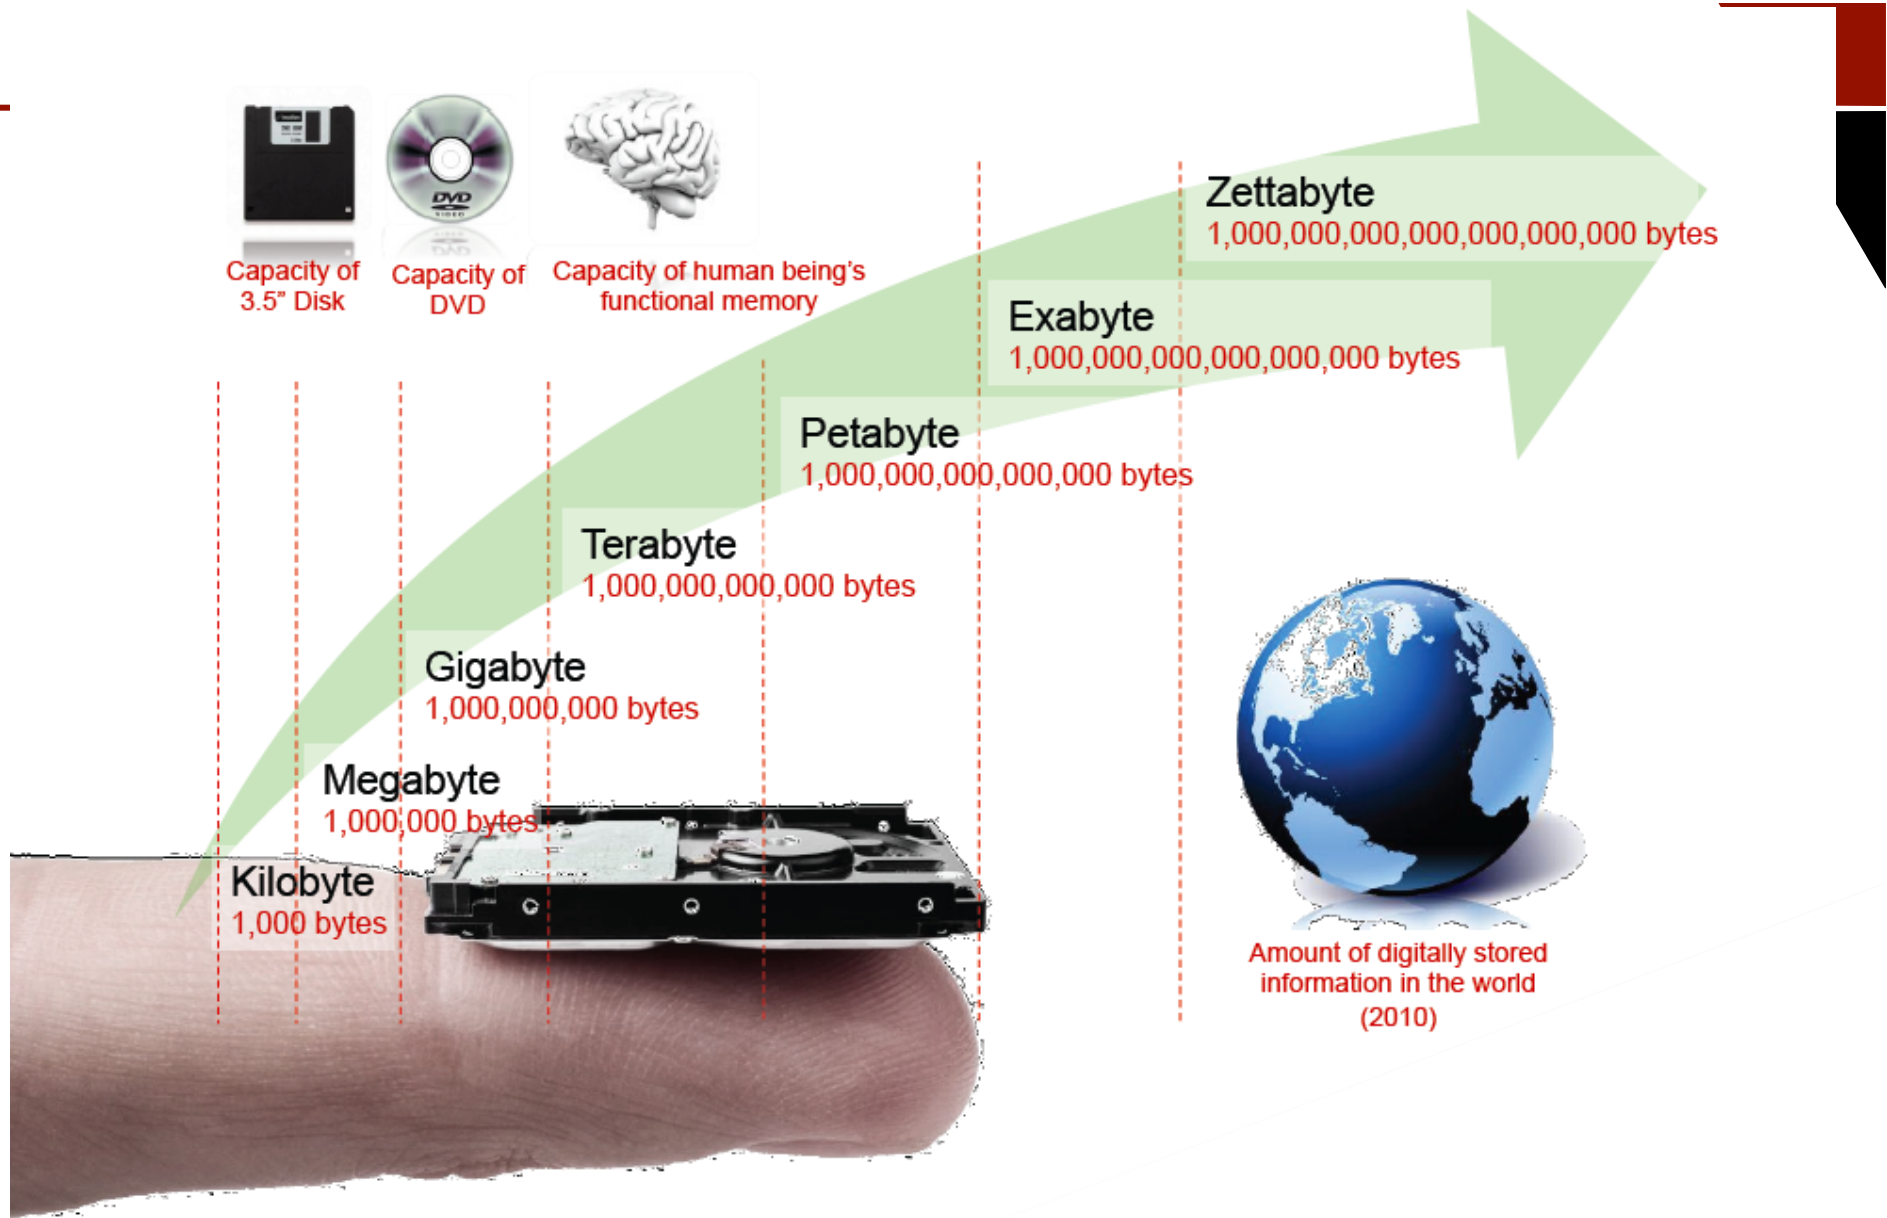 Capacity of
3.5” Disk
Capacity of
DVD
DVD
VIDEO
Capacity of human being’s
functional memory
Zettabyte
1,000,000,000,000,000,000,000 bytes
Exabyte
1,000,000,000,000,000,000 bytes
Petabyte
1,000,000,000,000,000 bytes
Terabyte
1,000,000,000,000 bytes
Gigabyte
1,000,000,000 bytes
Megabyte
1,000,000 bytes
Kilobyte
1,000 bytes
Amount of digitally stored
information in the world
(2010)